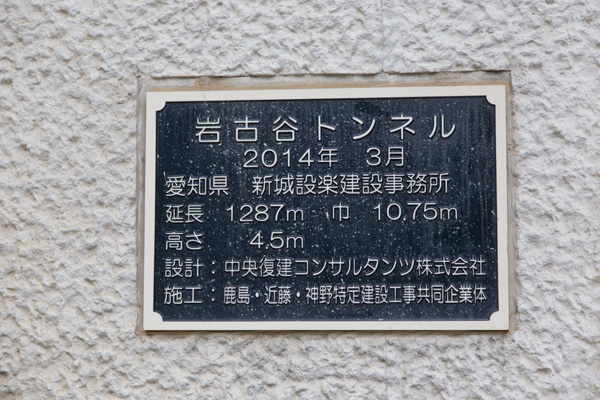 岩古谷トンネル
2014年 3月
愛知県 新城設楽建設事務所
延長 1287m 巾 10.75m
高さ 4.5m
設計：中央復建コンサルタンツ株式会社
施工：鹿島・近藤・神野特定建設工事共同企業体